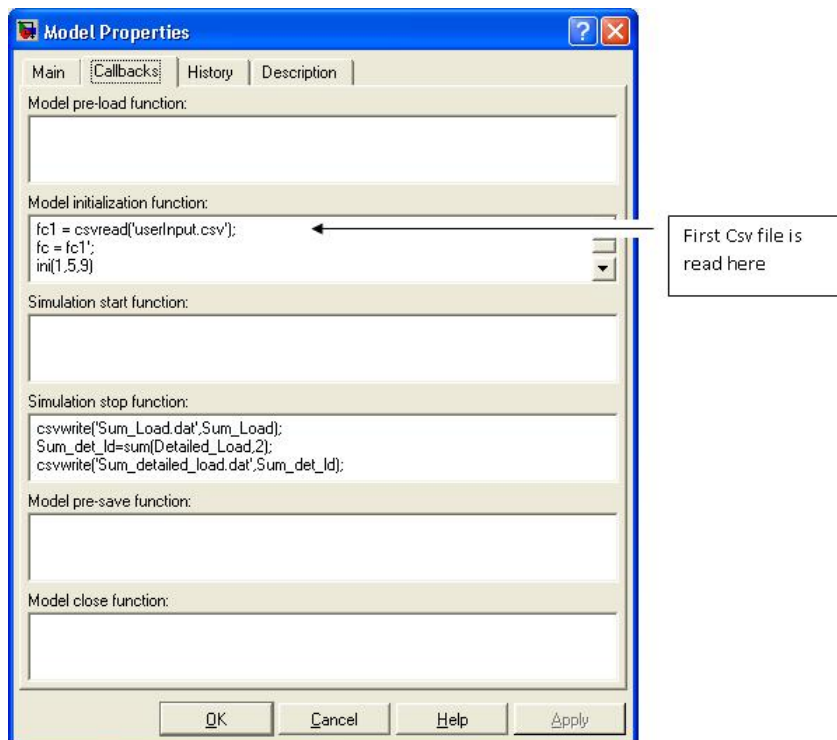 Model Properties
Main
Callbacks
History
Description
Model pre-load function:
Model initialization function:
fc1 = csvread('userInput.csv');
fc = fc1';
ini(1,5,9)
First Csv file is
read here
Simulation start function:
Simulation stop function:
csvwrite('Sum_Load.dat',Sum_Load);
Sum_det_ld=sum(Detailed_Load,2);
csvwrite('Sum_detailed_load.dat',Sum_det_ld);
Model pre-save function:
Model close function:
OK
Cancel
Help
Apply